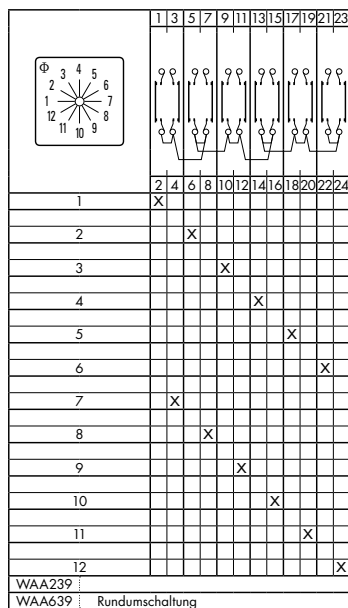 1 3 5 7 9 11 13 15 17 19 21 23
Φ
3 4 5
2 6
1 7
12 8
11 10 9
2 4 6 8 10 12 14 16 18 20 22 24
1 X
2 X
3 X
4 X
5 X
6 X
7 X
8 X
9 X
10 X
11 X
12 X
WAA239
WAA639 Rundumschaltung